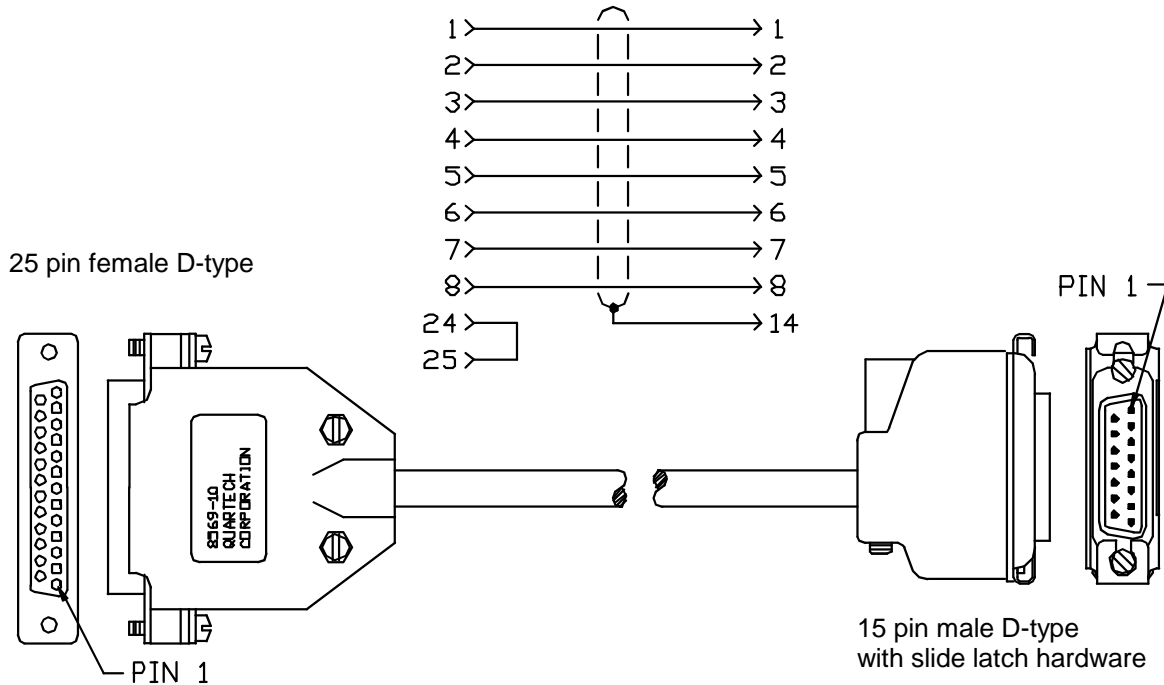 1 1
2 2
3 3
4 4
5 5
6 6
7 7
8 8
24 14
25
25 pin female D-type
PIN 1
8569-10
QUARTECH
CORPORATION
15 pin male D-type
with slide latch hardware
PIN 1